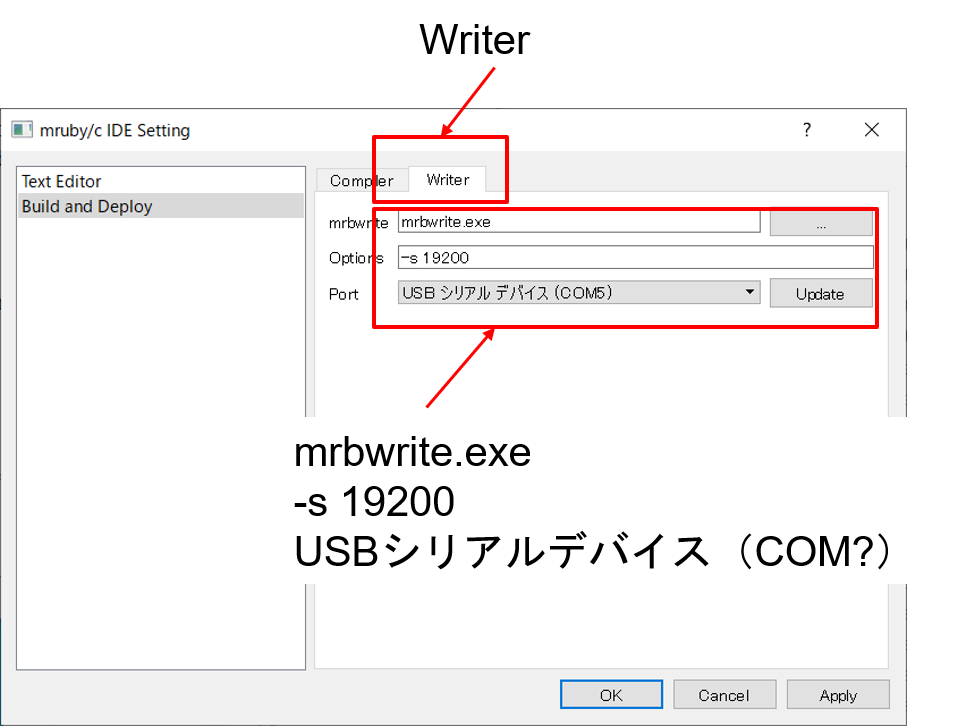 Writer
mruby/c IDE Setting
? ×
Text Editor
Build and Deploy
Compiler Writer
mrbwrite mrbwrite.exe ...
Options -s 19200
Port USB シリアル デバイス (COM5) Update
mrbwrite.exe
-s 19200
USBシリアルデバイス（COM?）
OK Cancel Apply